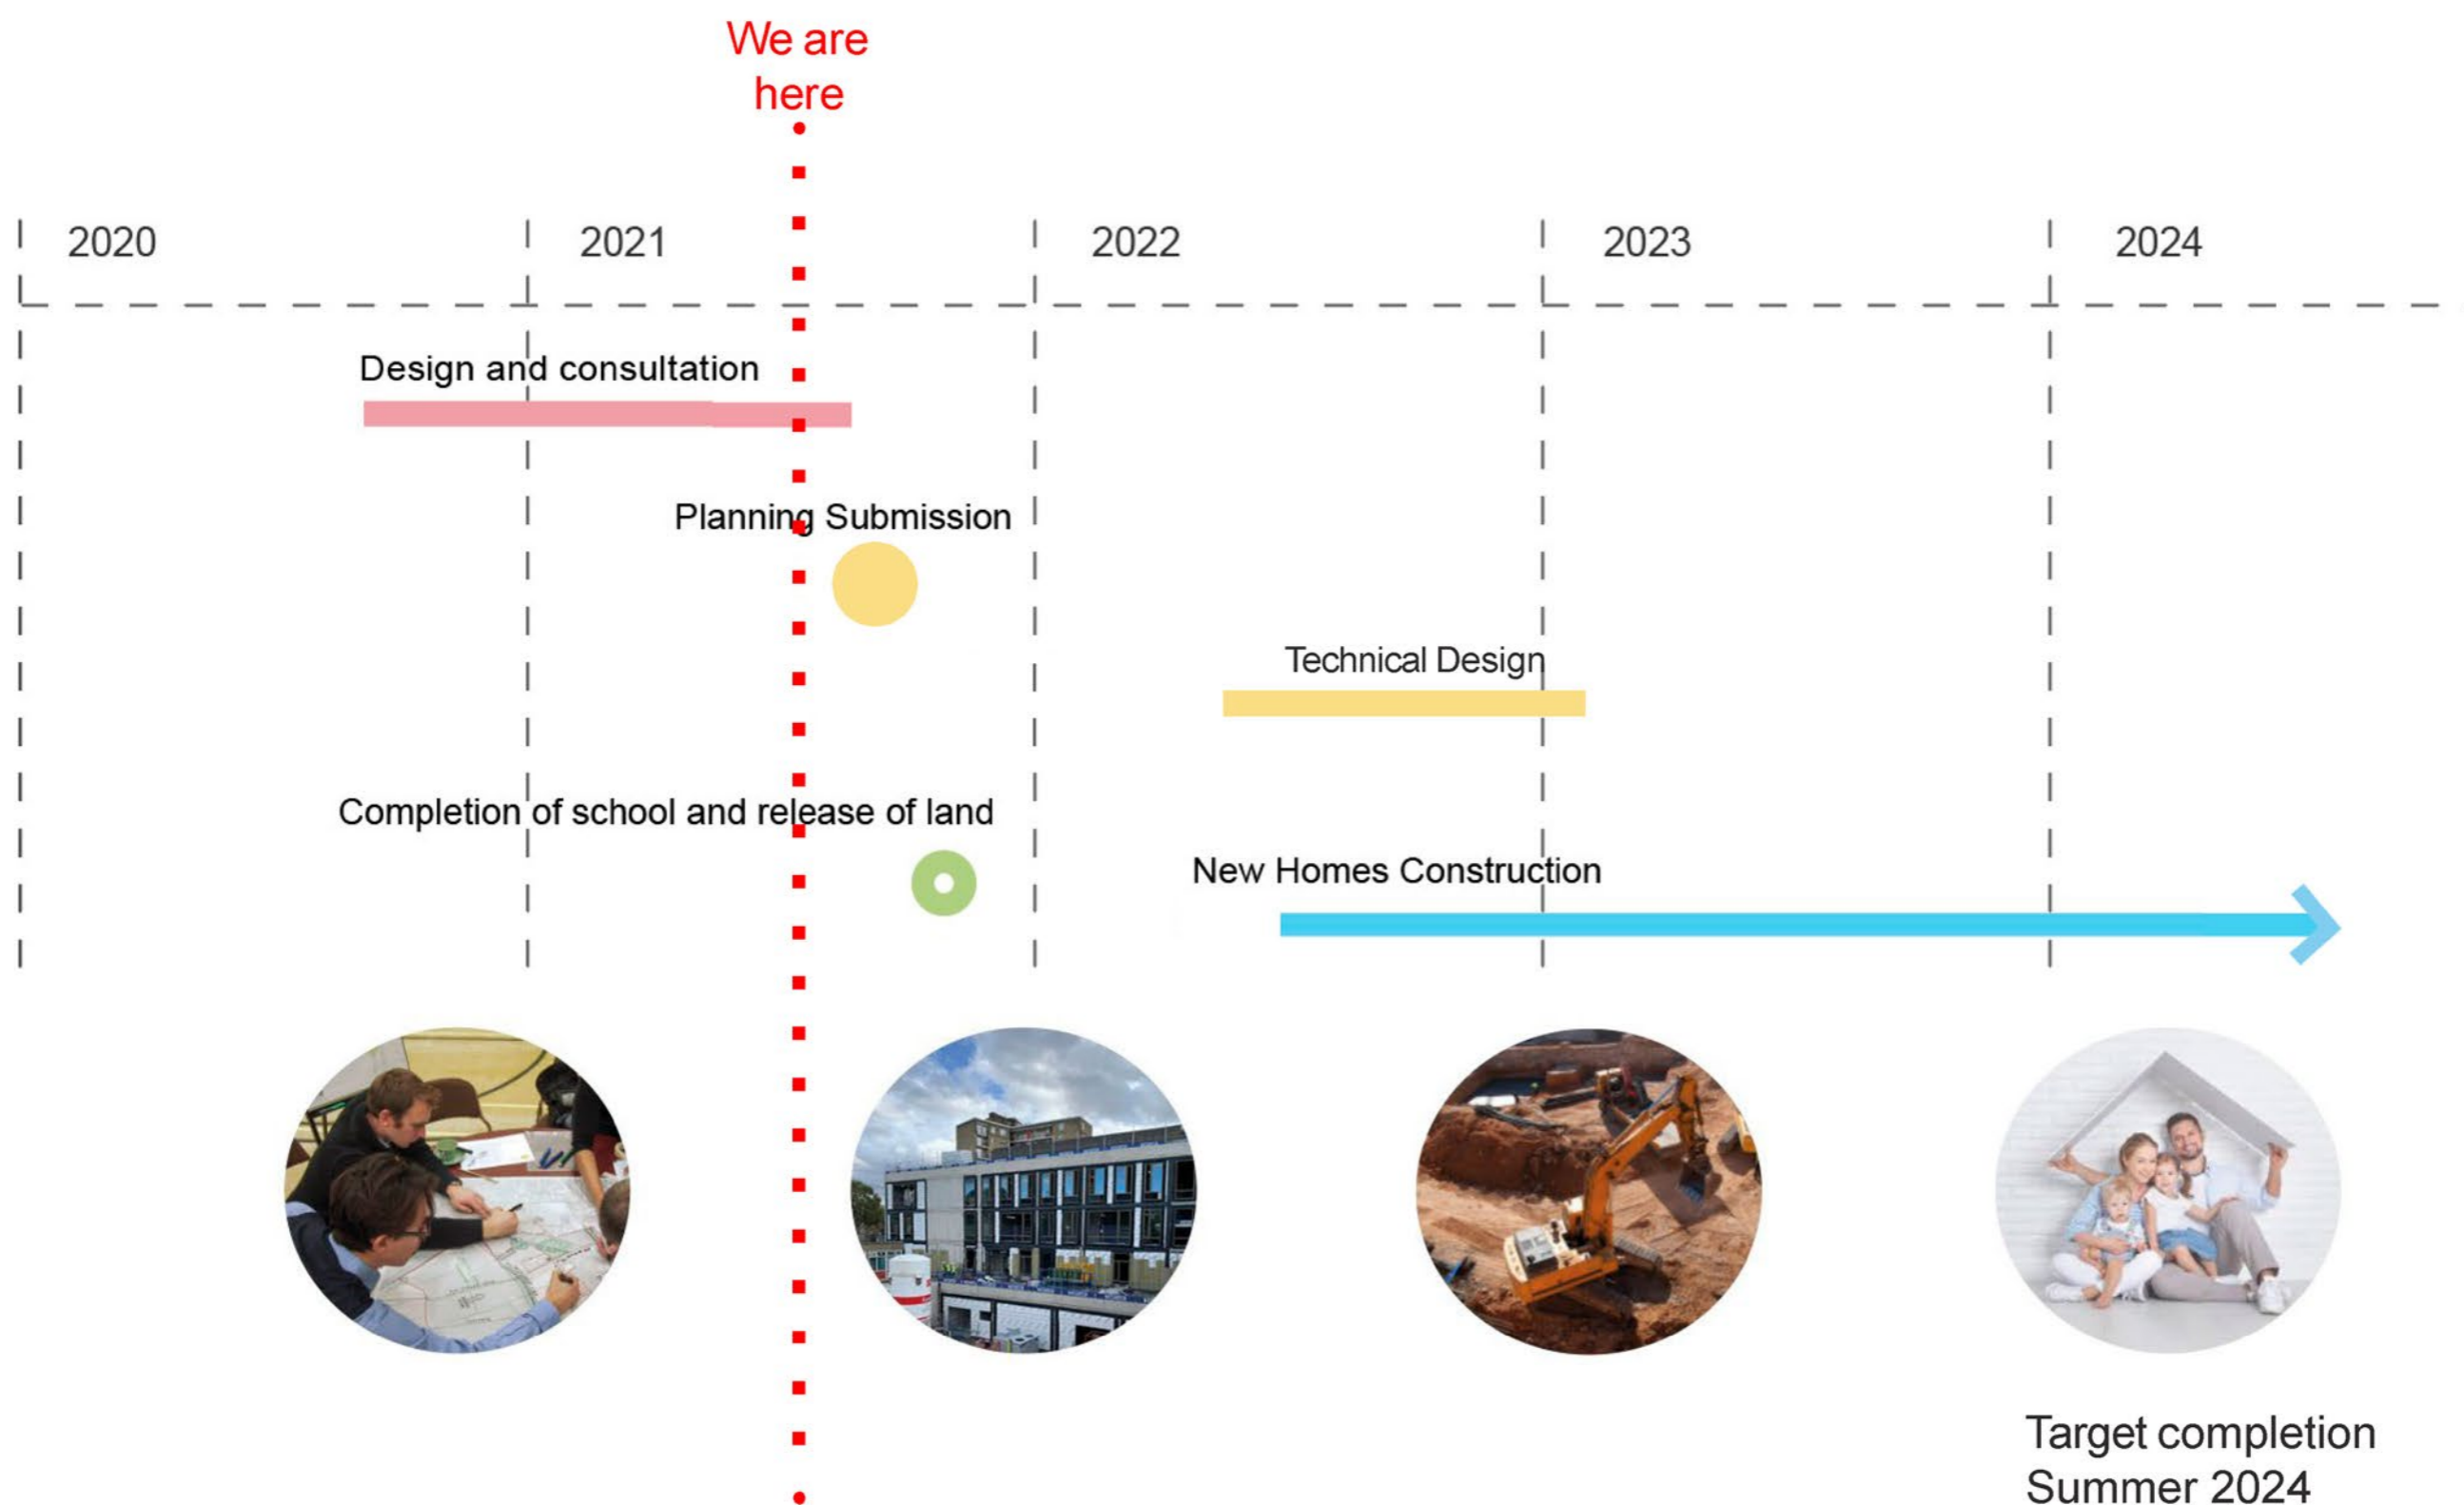 We are
here
2020
2021
2022
2023
2024
Design and consultation
Planning Submission
Technical Design
Completion of school and release of land
New Homes Construction
Target completion
Summer 2024